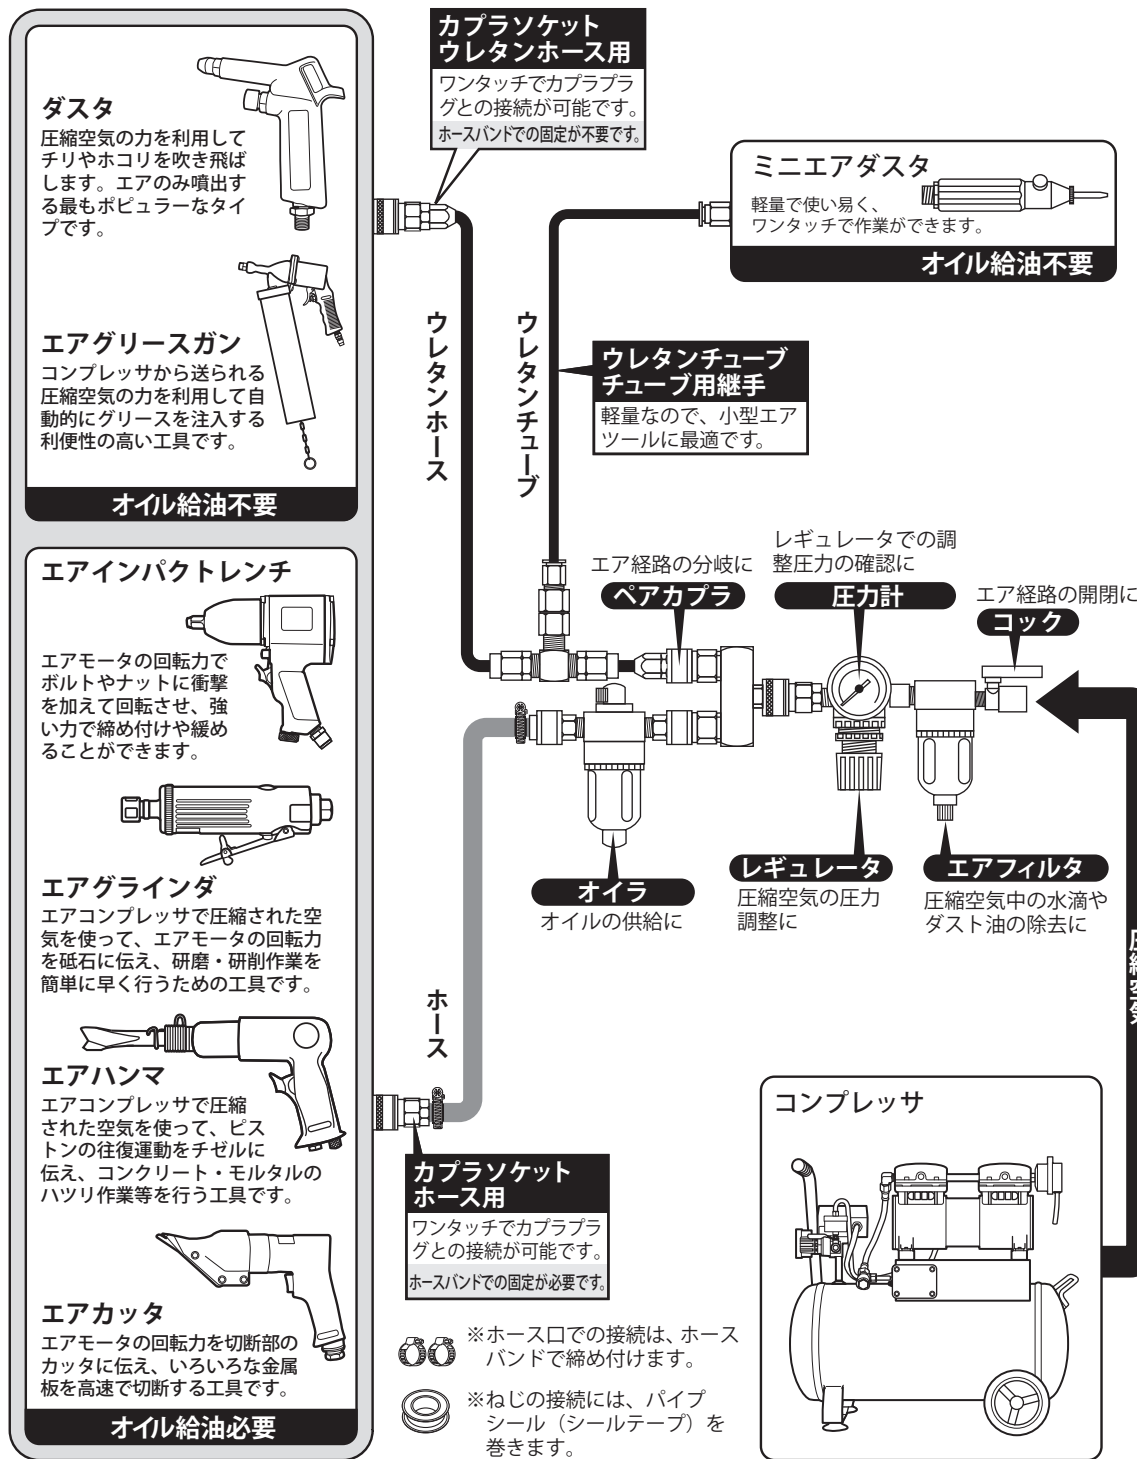 ダスタ
圧縮空気の力を利用して
チリやホコリを吹き飛ば
します。エアのみ噴出す
る最もポピュラーなタイ
プです。
エアグリースガン
コンプレッサから送られる
圧縮空気の力を利用して自
動的にグリースを注入する
利便性の高い工具です。
オイル給油不要
エアインパクトレンチ
エアモータの回転力で
ボルトやナットに衝撃
を加えて回転させ、強
い力で締め付けや緩め
ることができます。
エアグラインダ
エアコンプレッサで圧縮された空
気を使って、エアモータの回転力
を砥石に伝え、研磨・研削作業を
簡単に早く行うための工具です。
エアハンマ
エアコンプレッサで圧縮
された空気を使って、ピス
トンの往復運動をチゼルに
伝え、コンクリート・モルタルの
ハツリ作業等を行う工具です。
エアカッタ
エアモータの回転力を切断部の
カッタに伝え、いろいろな金属
板を高速で切断する工具です。
オイル給油必要
カプラソケット
ウレタンホース用
ワンタッチでカプラプラ
グとの接続が可能です。
ホースバンドでの固定が不要です。
ミニエアダスタ
軽量で使い易く、
ワンタッチで作業ができます。
オイル給油不要
ウレタンホース
ウレタンチューブ
ウレタンチューブ
チューブ用継手
軽量なので、小型エア
ツールに最適です。
エア経路の分岐に
ペアカプラ
レギュレータでの調
整圧力の確認に
圧力計
エア経路の開閉に
コック
オイラ
オイルの供給に
レギュレータ
圧縮空気の圧力
調整に
エアフィルタ
圧縮空気中の水滴や
ダスト油の除去に
圧縮空気
ホース
カプラソケット
ホース用
ワンタッチでカプラプラ
グとの接続が可能です。
ホースバンドでの固定が必要です。
※ホース口での接続は、ホース
バンドで締め付けます。
※ねじの接続には、パイプ
シール（シールテープ）を
巻きます。
コンプレッサ